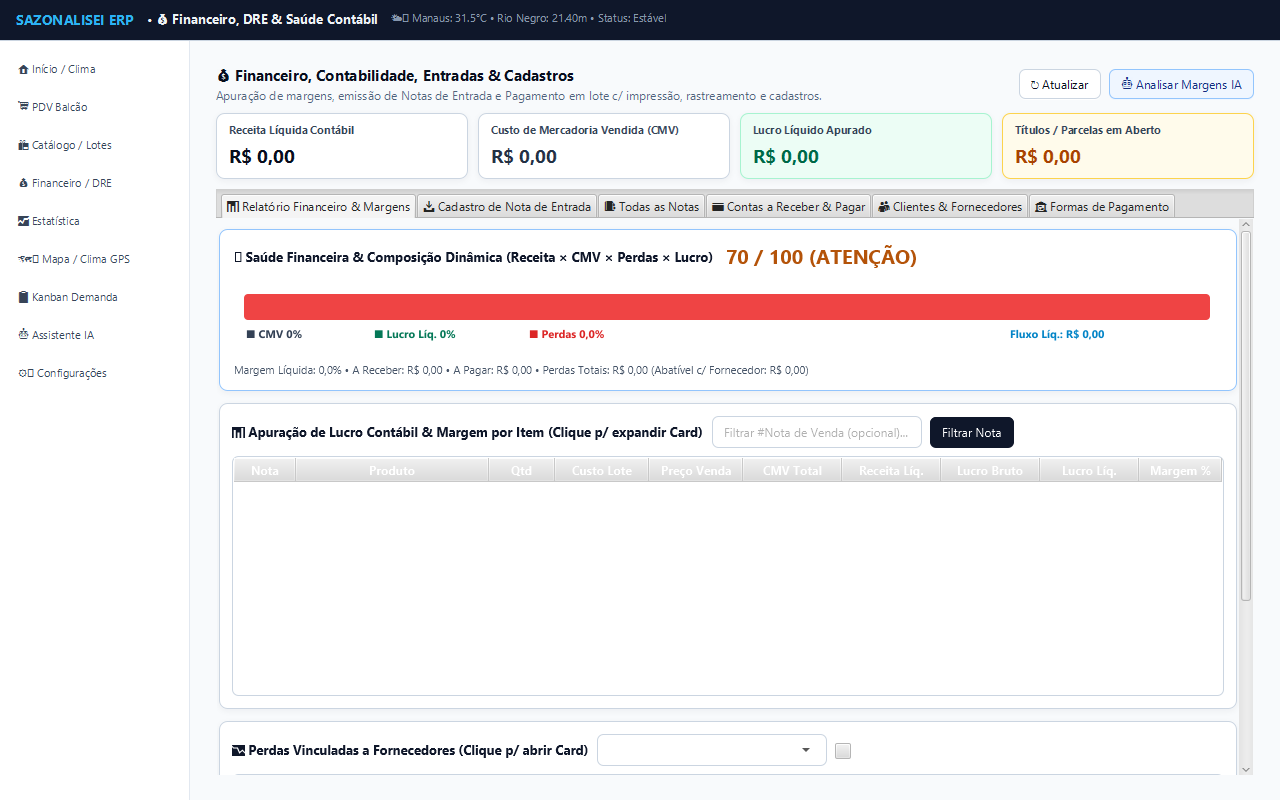 SAZONALISEI ERP • Financeiro, DRE & Saúde Contábil Manaus: 31.5°C • Rio Negro: 21.40m • Status: Estável
Início / Clima
PDV Balcão
Catálogo / Lotes
Financeiro / DRE
Estatística
Mapa / Clima GPS
Kanban Demanda
Assistente IA
Configurações
Financeiro, Contabilidade, Entradas & Cadastros
Apuração de margens, emissão de Notas de Entrada e Pagamento em lote c/ impressão, rastreamento e cadastros.
↻ Atualizar Analisar Margens IA
Receita Líquida Contábil
R$ 0,00
Custo de Mercadoria Vendida (CMV)
R$ 0,00
Lucro Líquido Apurado
R$ 0,00
Títulos / Parcelas em Aberto
R$ 0,00
Relatório Financeiro & Margens Cadastro de Nota de Entrada Todas as Notas Contas a Receber & Pagar Clientes & Fornecedores Formas de Pagamento
Saúde Financeira & Composição Dinâmica (Receita × CMV × Perdas × Lucro) 70 / 100 (ATENÇÃO)
■ CMV 0% ■ Lucro Líq. 0% ■ Perdas 0,0% Fluxo Líq.: R$ 0,00
Margem Líquida: 0,0% • A Receber: R$ 0,00 • A Pagar: R$ 0,00 • Perdas Totais: R$ 0,00 (Abatível c/ Fornecedor: R$ 0,00)
Apuração de Lucro Contábil & Margem por Item (Clique p/ expandir Card) Filtrar #Nota de Venda (opcional)... Filtrar Nota
Nota Produto Qtd Custo Lote Preço Venda CMV Total Receita Líq. Lucro Bruto Lucro Líq. Margem %
Perdas Vinculadas a Fornecedores (Clique p/ abrir Card)